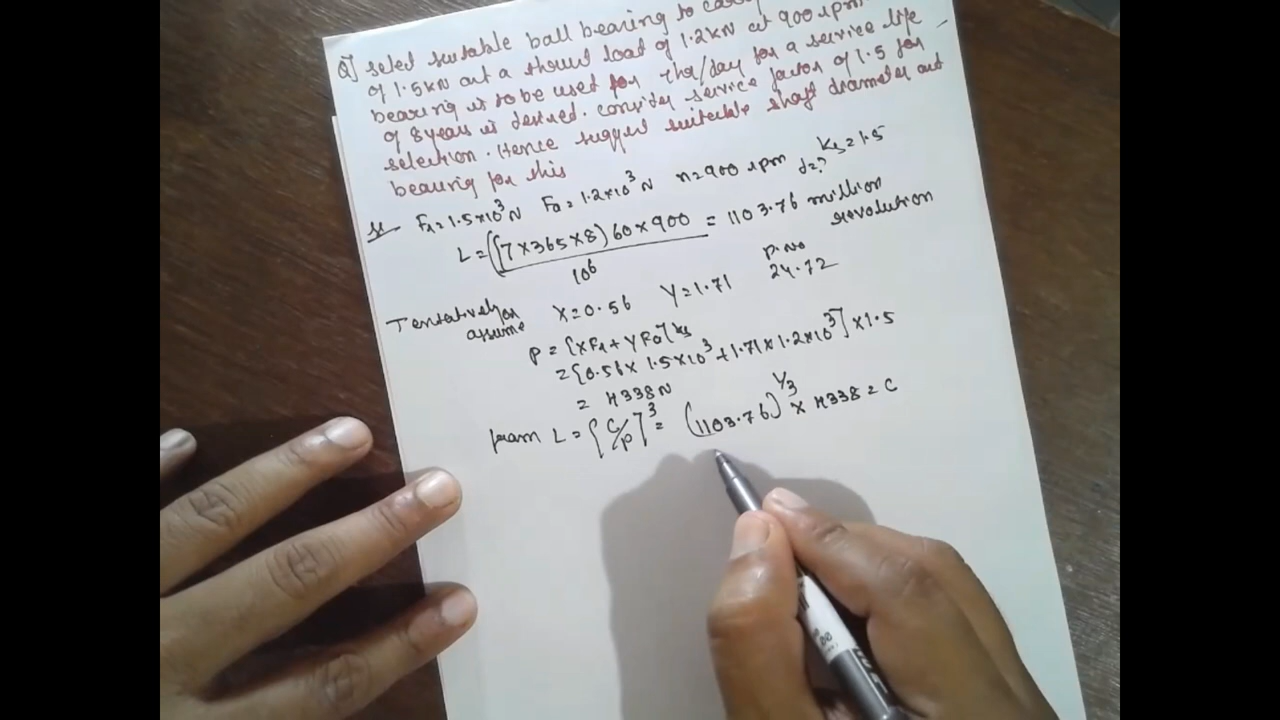 Q] select suitable ball bearing to carry
of 1.5kN and a thrust load of 1.2kN at 900 rpm
bearing is to be used for 7hr/day for a service life
of 8 years is desired. Consider service factor of 1.5 for
selection. Hence suggest suitable shaft diameter and
bearing for this
Fr=1.5×10³N Fa=1.2×10³N n=900 rpm d=? ks=1.5
L=((7×365×8)60×900 = 1103.76 million revolution
10⁶
Tentatively assume X=0.56 Y=1.71 P.No 24.72
P = [XFr + YFa] ks
= [0.56 × 1.5×10³ + 1.71×1.2×10³] × 1.5
= 4338N
from L = [C/P]³ = (1103.76)^1/3 × 4338 = C